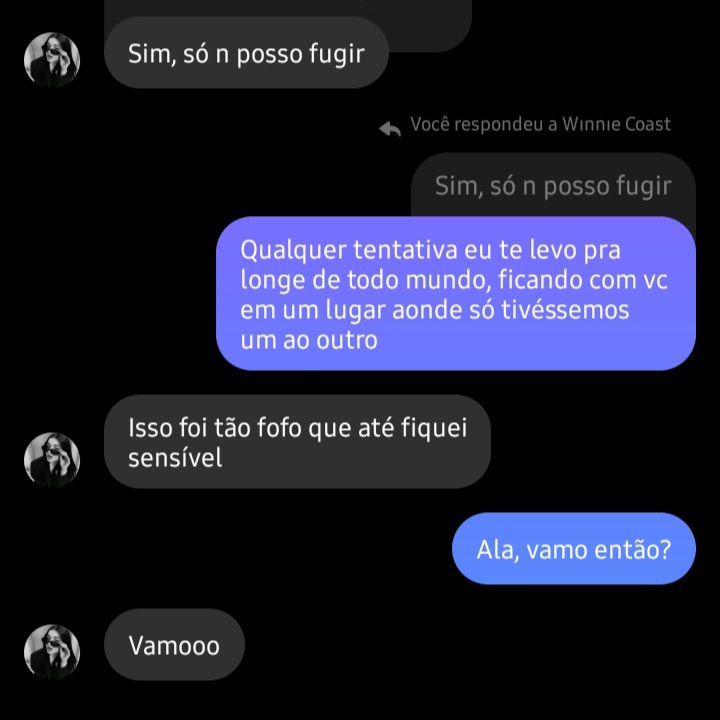 Sim, só n posso fugir
Você respondeu a Wınnıe Coast
Sim, só n posso fugir
Qualquer tentativa eu te levo pra
longe de todo mundo, ficando com vc
em um lugar aonde só tivéssemos
um ao outro
Isso foi tão fofo que até fiquei
sensível
Ala, vamo então?
Vamooo